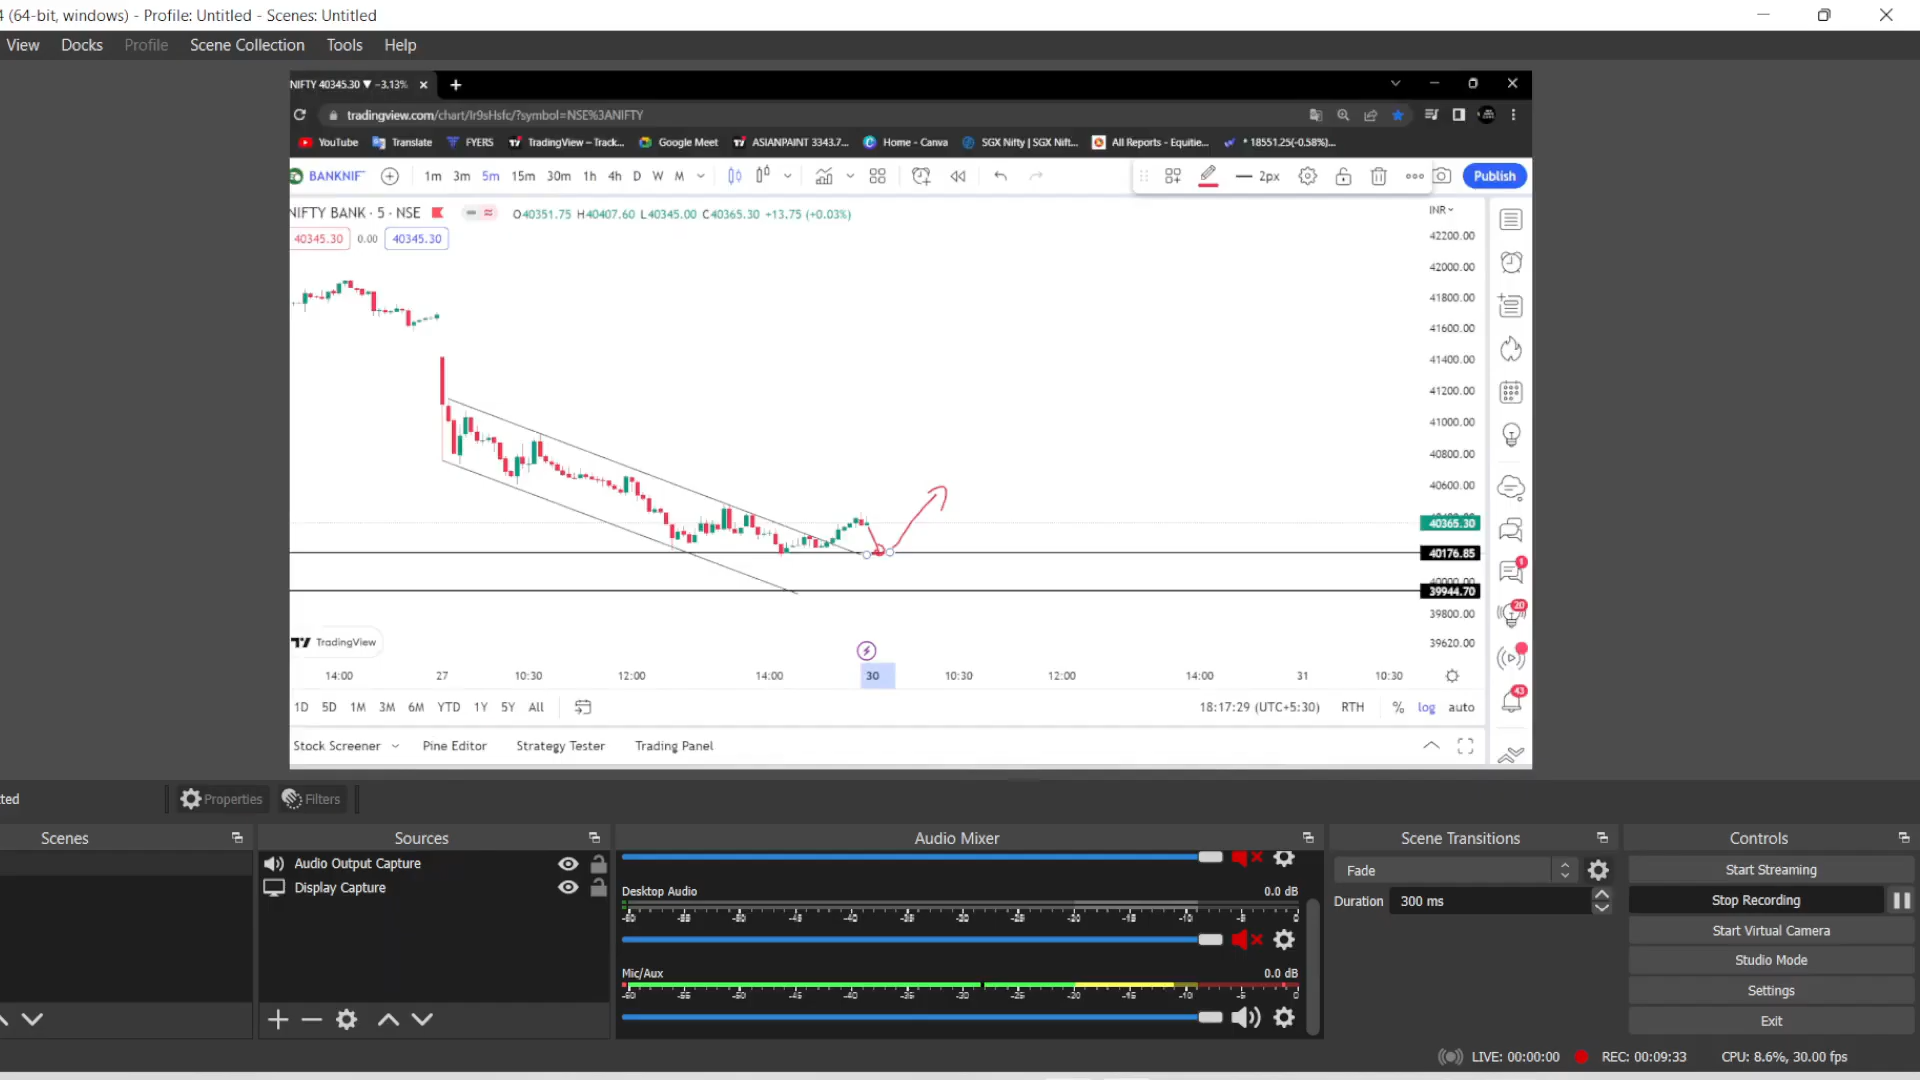 4 (64-bit, windows) - Profile: Untitled - Scenes: Untitled
View Docks Profile Scene Collection Tools Help
NIFTY 40345.30 ▼ −3.13%
tradingview.com/chart/Ir9sHsfc/?symbol=NSE%3ANIFTY
YouTube Translate FYERS TradingView – Track... Google Meet ASIANPAINT 3343.7... Home - Canva SGX Nifty | SGX Nift... All Reports - Equitie... * 18551.25(-0.58%)...
BANKNIF 1m 3m 5m 15m 30m 1h 4h D W M 2px Publish
NIFTY BANK · 5 · NSE O40351.75 H40407.60 L40345.00 C40365.30 +13.75 (+0.03%)
INR
40345.30 0.00 40345.30
42200.00
42000.00
41800.00
41600.00
41400.00
41200.00
41000.00
40800.00
40600.00
40365.30
40176.85
40000.00
39944.70
39800.00
39620.00
1
20
43
TradingView
14:00 27 10:30 12:00 14:00 30 10:30 12:00 14:00 31 10:30
1D 5D 1M 3M 6M YTD 1Y 5Y All 18:17:29 (UTC+5:30) RTH % log auto
Stock Screener Pine Editor Strategy Tester Trading Panel
ted Properties Filters
Scenes Sources Audio Mixer Scene Transitions Controls
Audio Output Capture
Display Capture
Desktop Audio 0.0 dB
-60 -55 -50 -45 -40 -35 -30 -25 -20 -15 -10 -5 0
Mic/Aux 0.0 dB
-60 -55 -50 -45 -40 -35 -30 -25 -20 -15 -10 -5 0
Fade
Duration 300 ms
Start Streaming
Stop Recording
Start Virtual Camera
Studio Mode
Settings
Exit
LIVE: 00:00:00 REC: 00:09:33 CPU: 8.6%, 30.00 fps